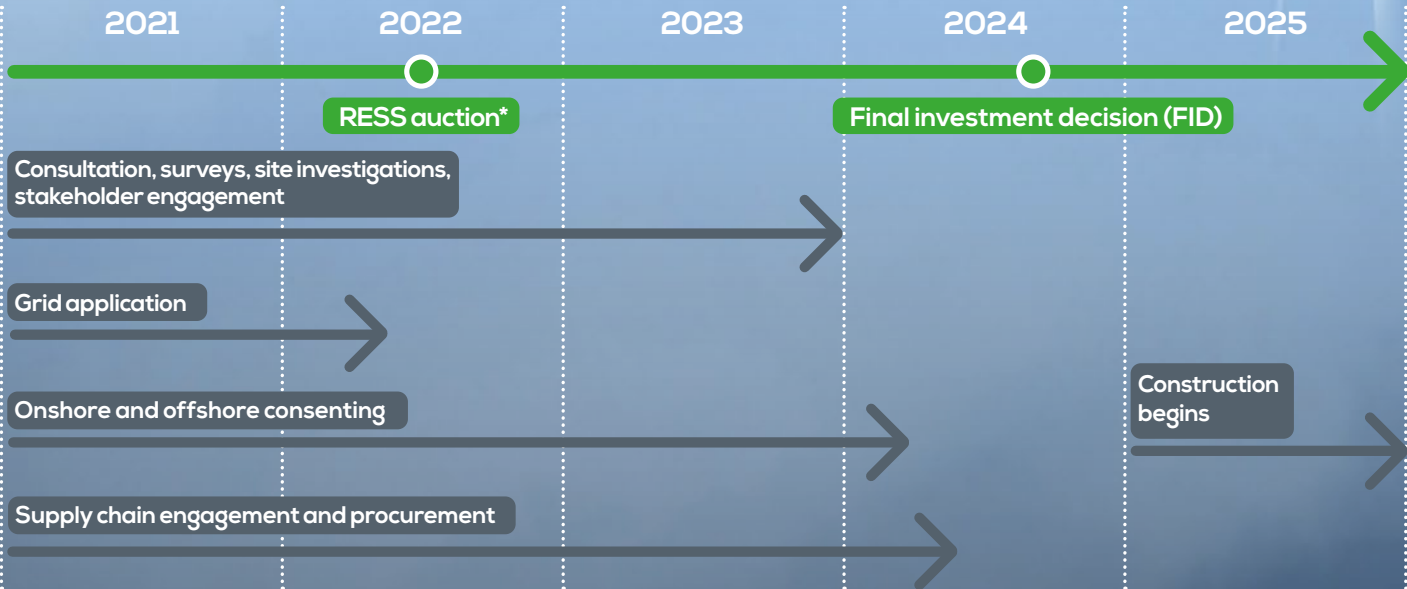 2021 2022 2023 2024 2025
RESS auction* Final investment decision (FID)
Consultation, surveys, site investigations,
stakeholder engagement
Grid application
Onshore and offshore consenting
Construction
begins
Supply chain engagement and procurement